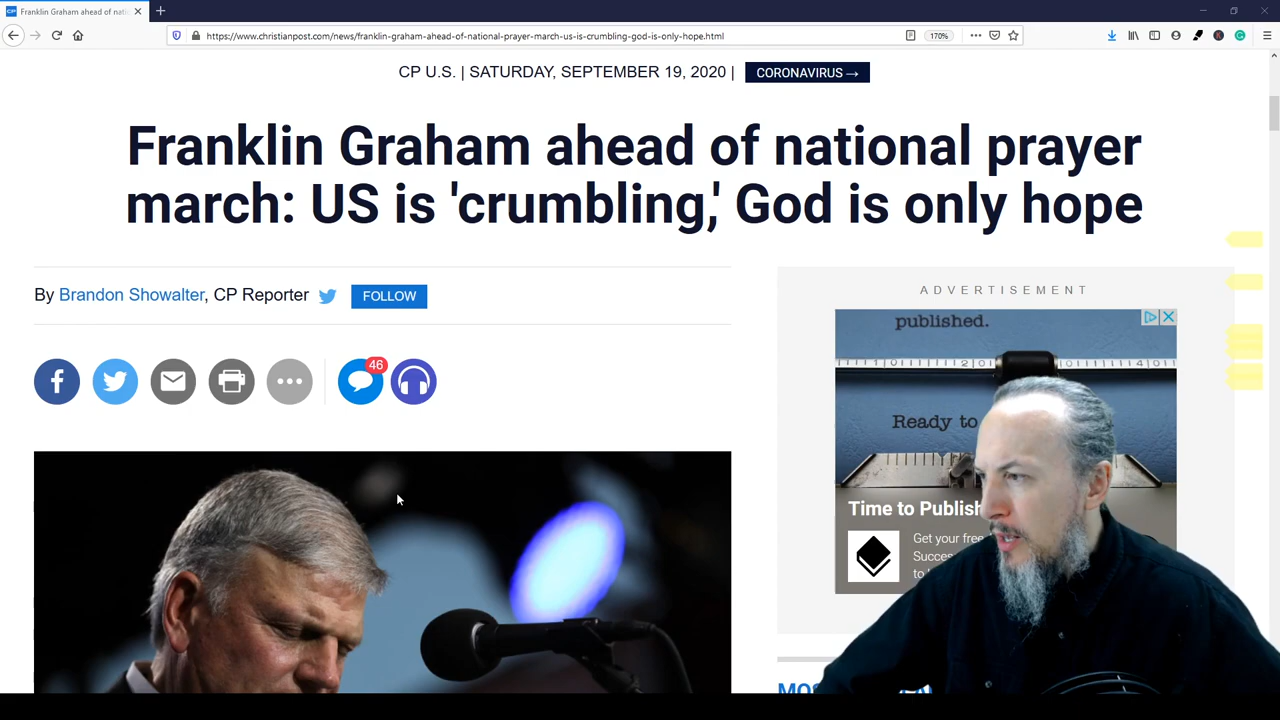 Franklin Graham ahead of nati
https://www.christianpost.com/news/franklin-graham-ahead-of-national-prayer-march-us-is-crumbling-god-is-only-hope.html
170%
CP U.S. | SATURDAY, SEPTEMBER 19, 2020 |
CORONAVIRUS →
Franklin Graham ahead of national prayer
march: US is 'crumbling,' God is only hope
By Brandon Showalter, CP Reporter
FOLLOW
46
ADVERTISEMENT
published.
Ready to
Time to Publish
Get your free
Succes
to